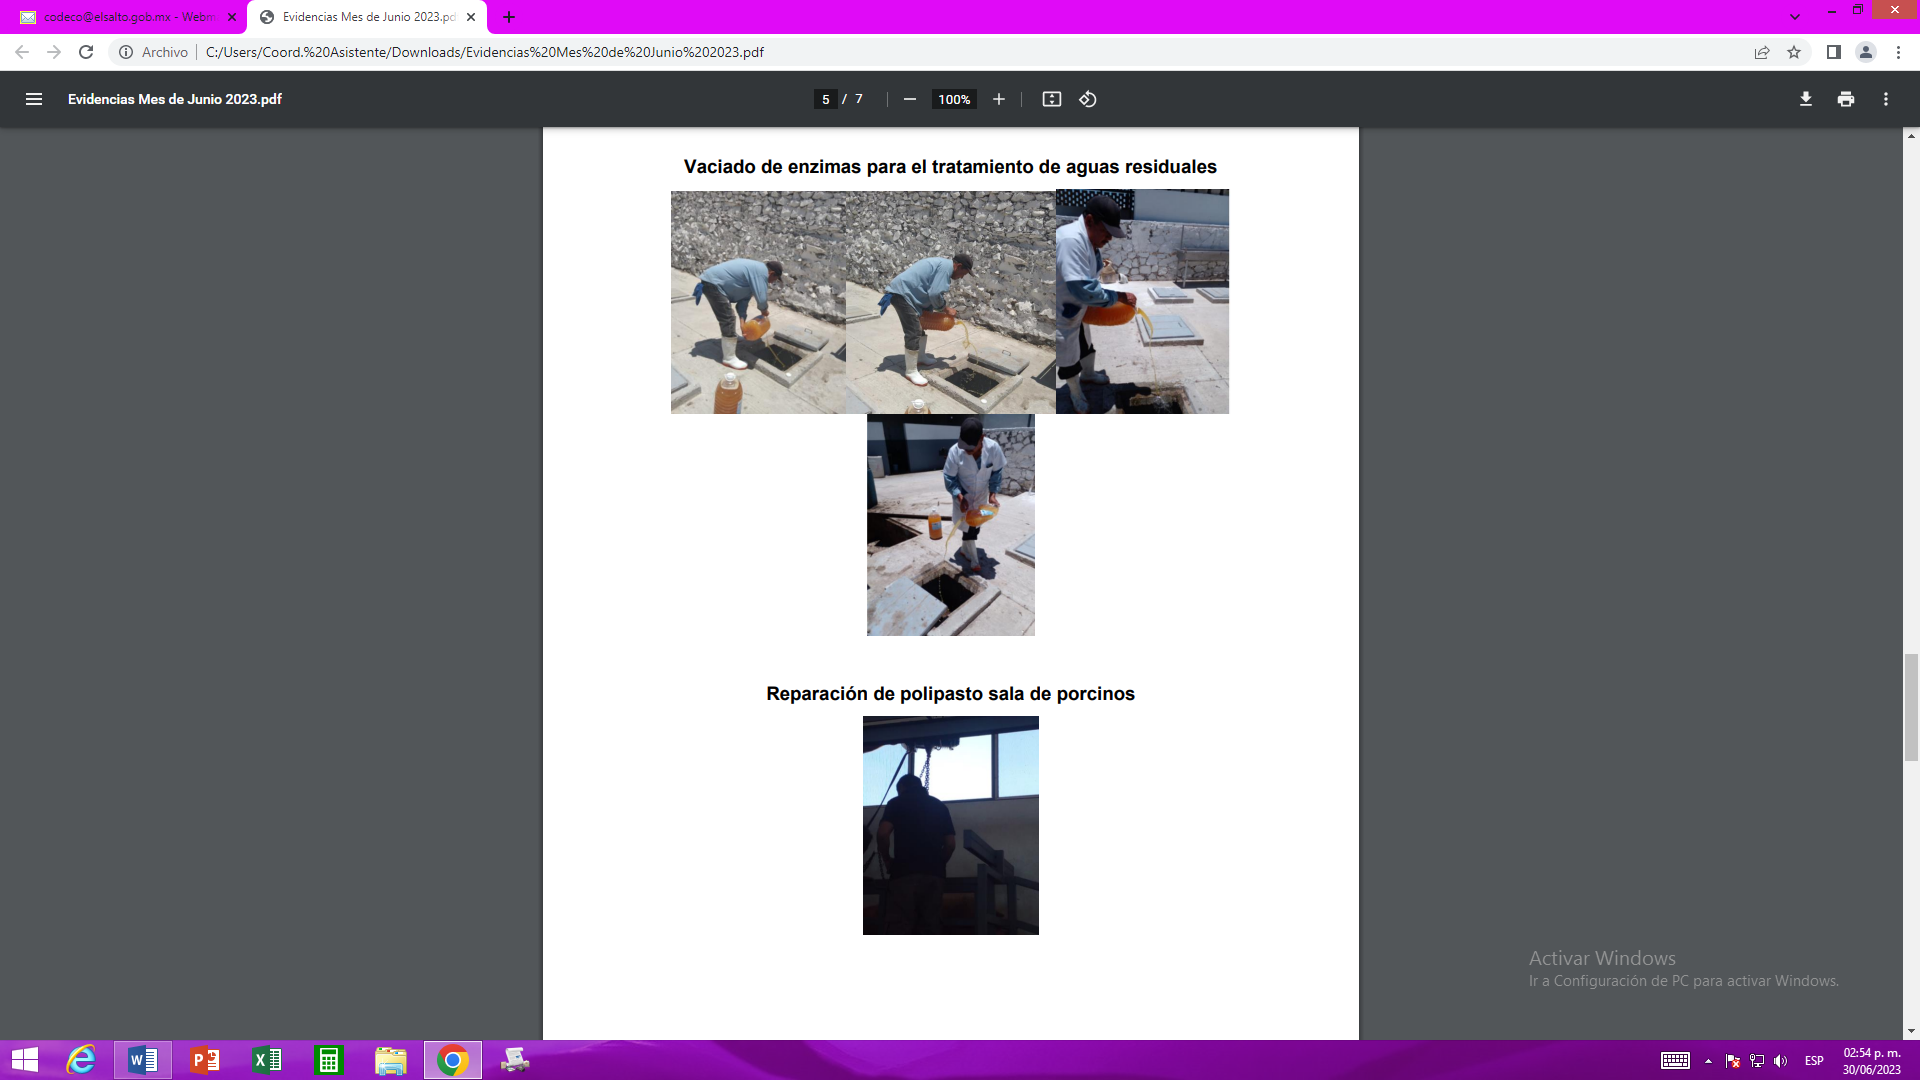 codeco@elsalto.gob.mx - Webm
Evidencias Mes de Junio 2023.pd
Archivo
C:/Users/Coord.%20Asistente/Downloads/Evidencias%20Mes%20de%20Junio%202023.pdf
Evidencias Mes de Junio 2023.pdf
5 / 7
100%
Vaciado de enzimas para el tratamiento de aguas residuales
Reparación de polipasto sala de porcinos
Activar Windows
Ir a Configuración de PC para activar Windows.
ESP
02:54 p. m.
30/06/2023